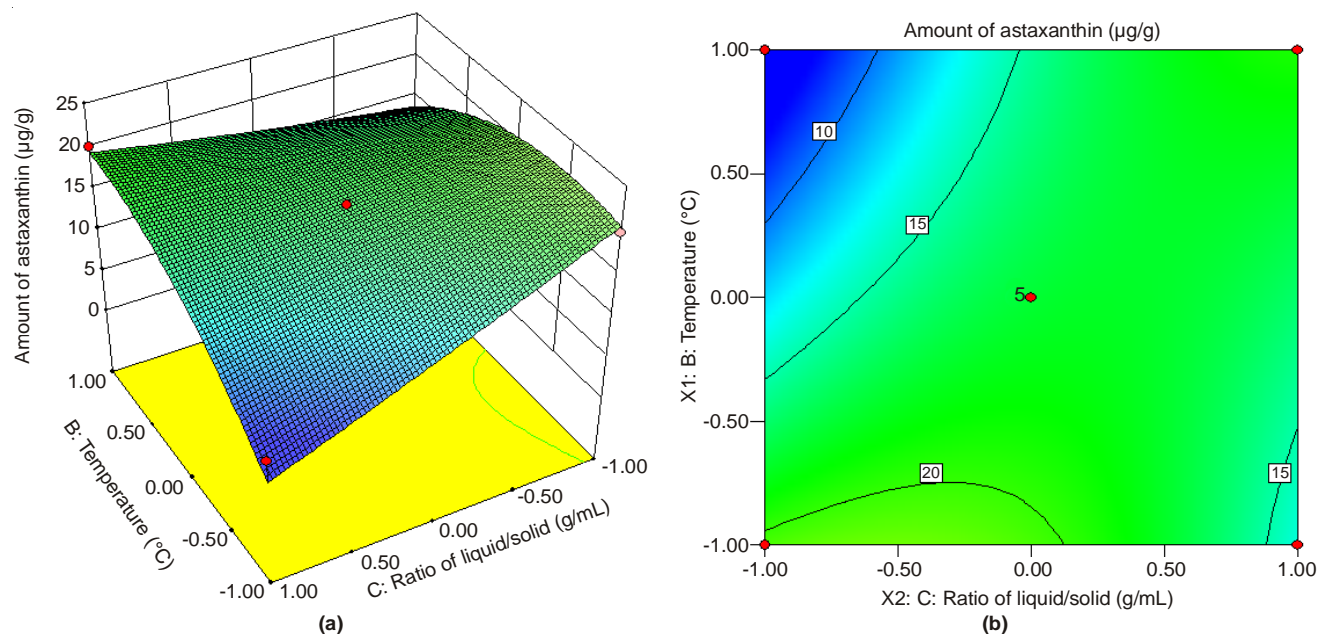 Amount of astaxanthin (µg/g)
25
20
15
10
5
0
1.00
0.50
0.00
-0.50
-1.00
B: Temperature (°C)
1.00
0.50
0.00
-0.50
-1.00
C: Ratio of liquid/solid (g/mL)
(a)
Amount of astaxanthin (µg/g)
X1: B: Temperature (°C)
1.00
0.50
0.00
-0.50
-1.00
10
15
5
20
15
-1.00 -0.50 0.00 0.50 1.00
X2: C: Ratio of liquid/solid (g/mL)
(b)